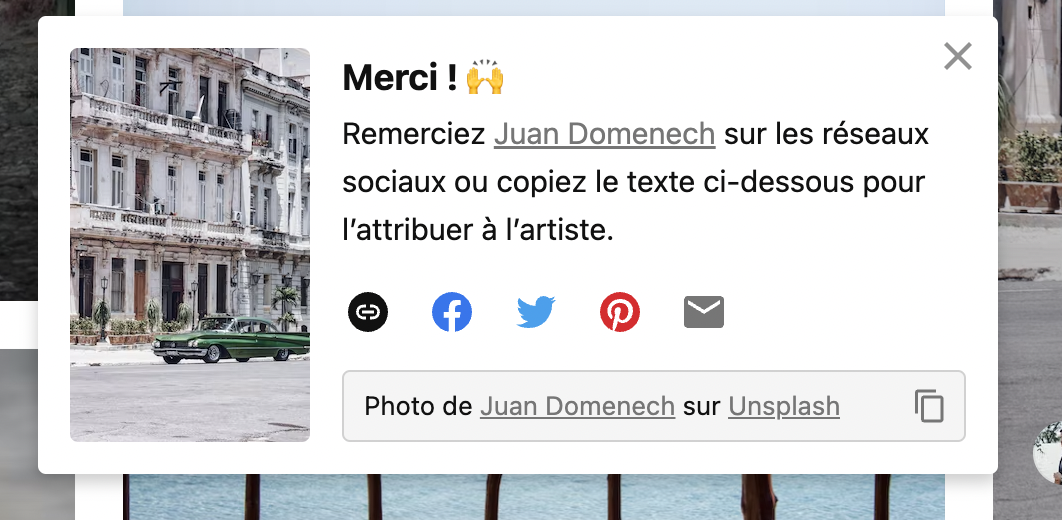 Merci ! 🙌
Remerciez Juan Domenech sur les réseaux
sociaux ou copiez le texte ci-dessous pour
l’attribuer à l’artiste.
Photo de Juan Domenech sur Unsplash